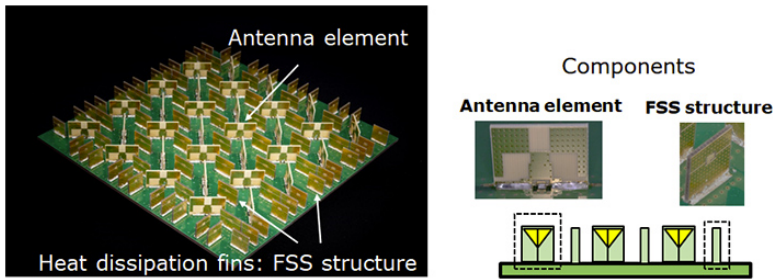 Antenna element
Heat dissipation fins: FSS structure
Components
Antenna element
FSS structure